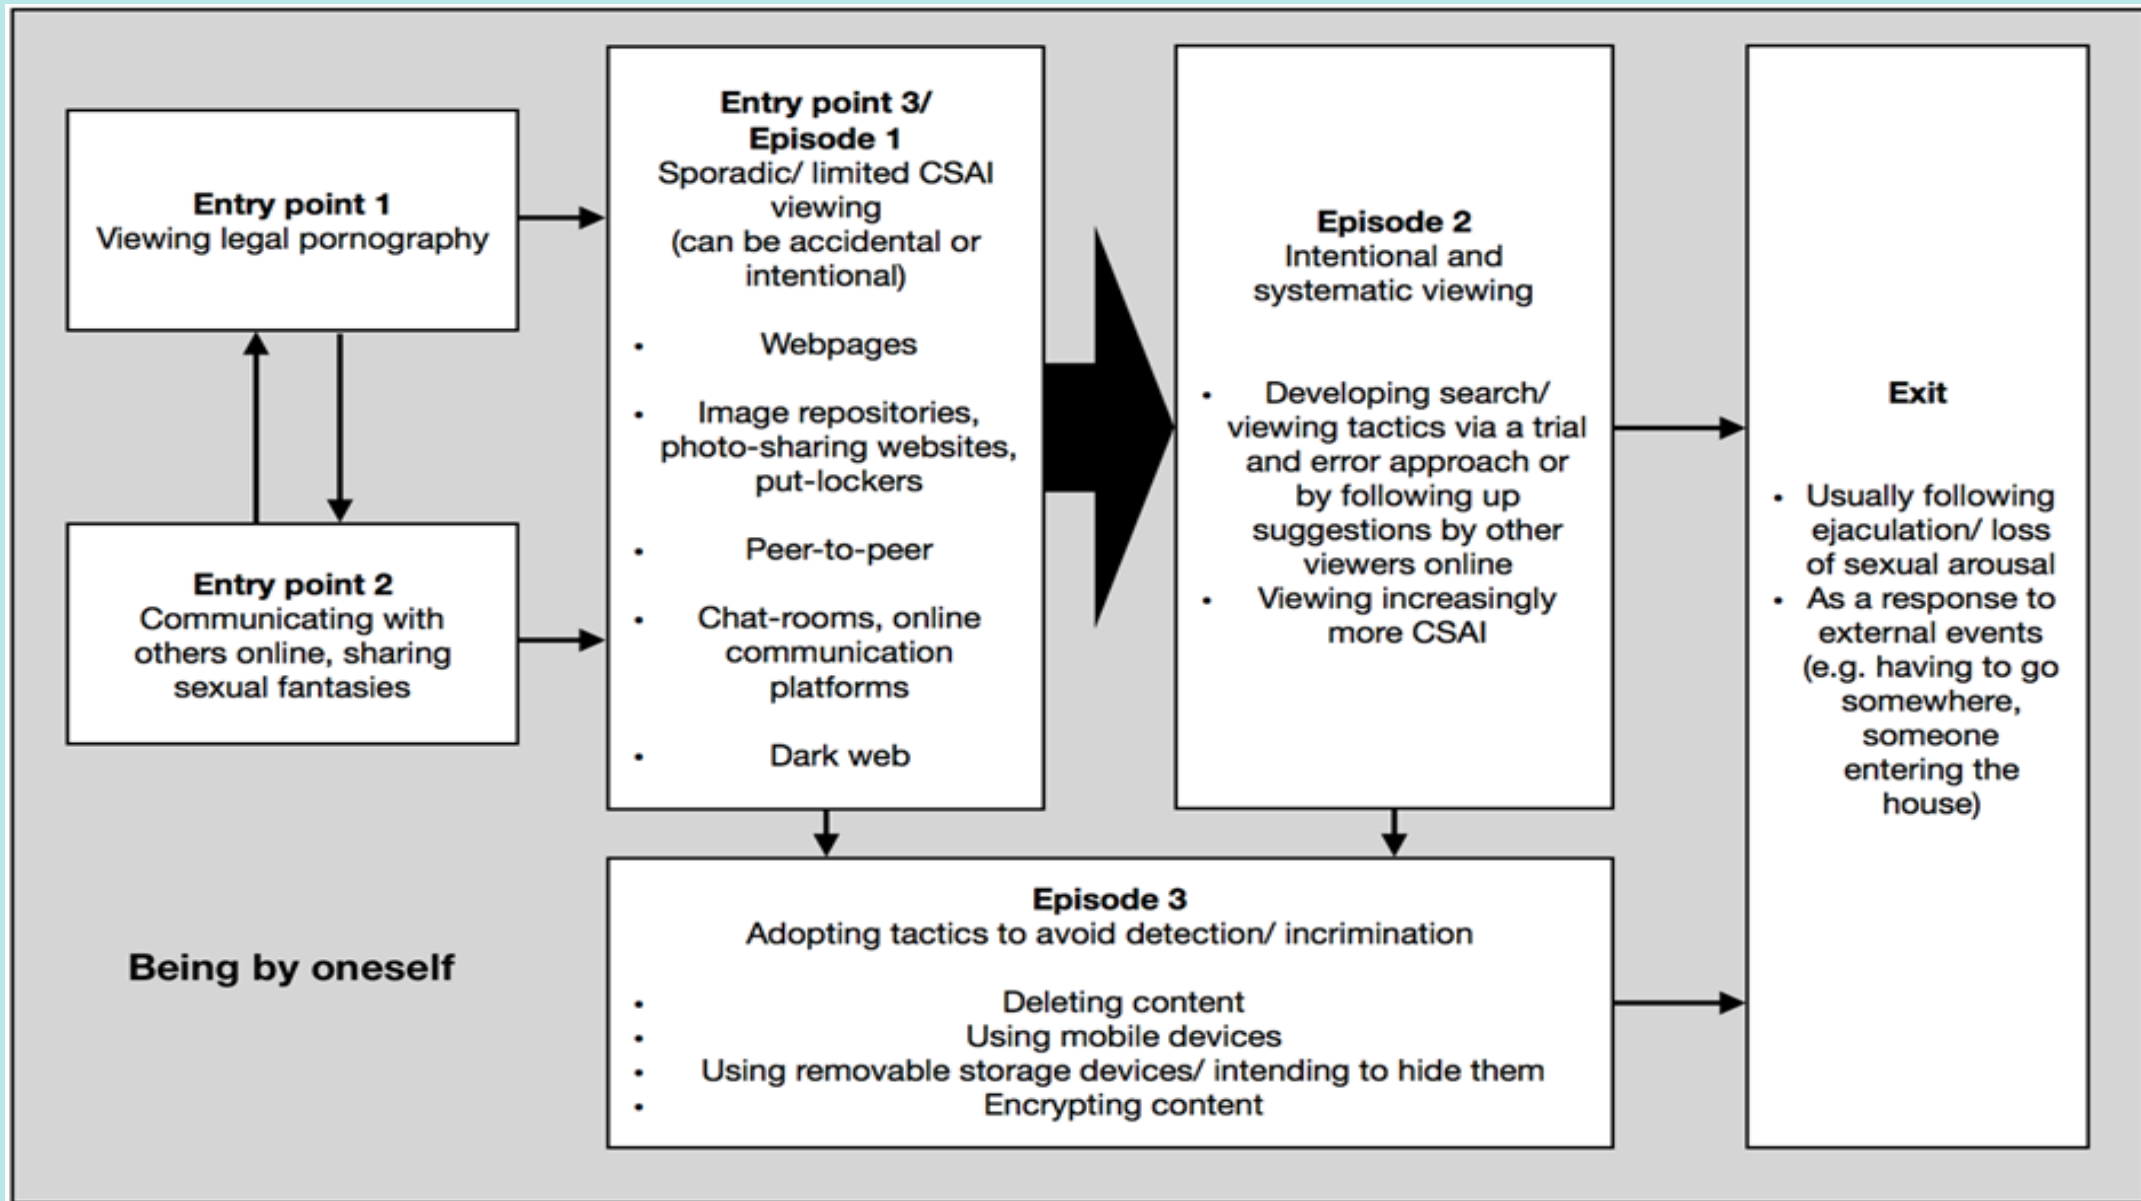 Entry point 1
Viewing legal pornography
Entry point 2
Communicating with
others online, sharing
sexual fantasies
Being by oneself
Entry point 3/
Episode 1
Sporadic/ limited CSAI
viewing
(can be accidental or
intentional)
• Webpages
• Image repositories,
photo-sharing websites,
put-lockers
• Peer-to-peer
• Chat-rooms, online
communication
platforms
• Dark web
Episode 2
Intentional and
systematic viewing
• Developing search/
viewing tactics via a trial
and error approach or
by following up
suggestions by other
viewers online
• Viewing increasingly
more CSAI
Episode 3
Adopting tactics to avoid detection/ incrimination
• Deleting content
• Using mobile devices
• Using removable storage devices/ intending to hide them
• Encrypting content
Exit
• Usually following
ejaculation/ loss
of sexual arousal
• As a response to
external events
(e.g. having to go
somewhere,
someone
entering the
house)